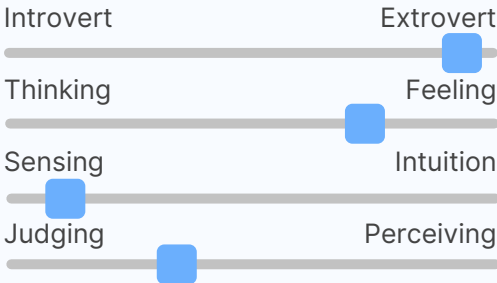 Introvert Extrovert
Thinking Feeling
Sensing Intuition
Judging Perceiving